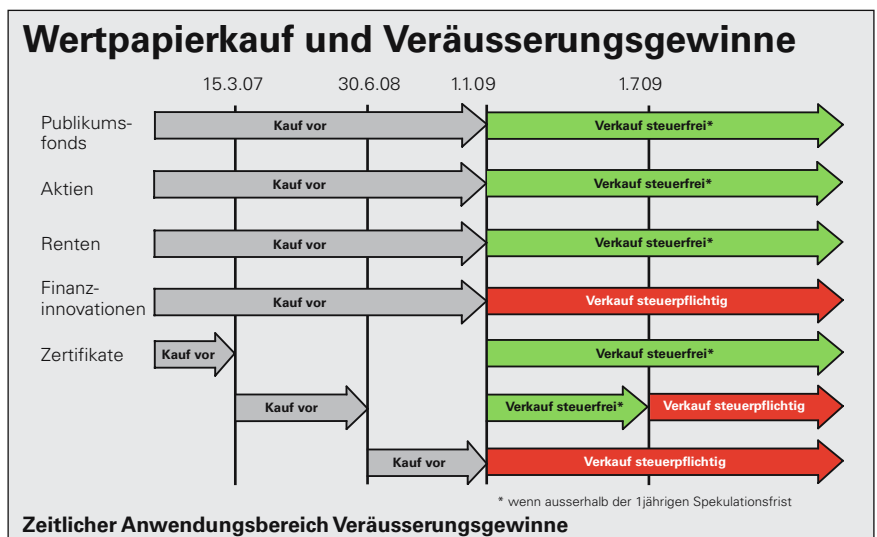 Wertpapierkauf und Veräusserungsgewinne
15.3.07 30.6.08 1.1.09 1.7.09
Publikums-
fonds
Kauf vor Verkauf steuerfrei*
Aktien Kauf vor Verkauf steuerfrei*
Renten Kauf vor Verkauf steuerfrei*
Finanz-
innovationen
Kauf vor Verkauf steuerpflichtig
Zertifikate Kauf vor Verkauf steuerfrei*
Kauf vor Verkauf steuerfrei* Verkauf steuerpflichtig
Kauf vor Verkauf steuerpflichtig
* wenn ausserhalb der 1jährigen Spekulationsfrist
Zeitlicher Anwendungsbereich Veräusserungsgewinne